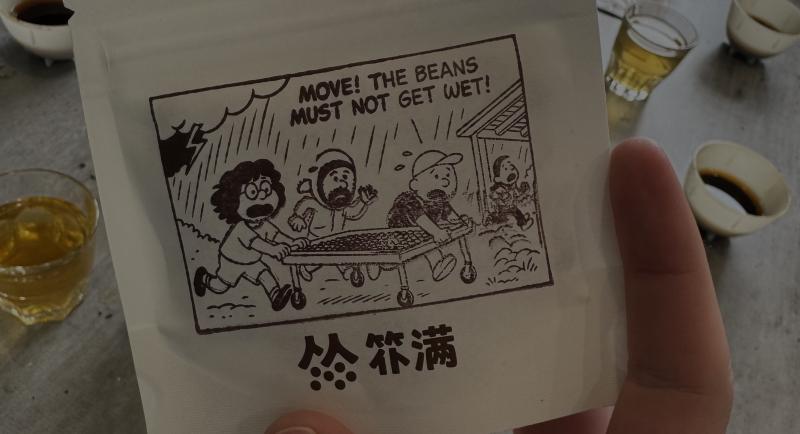 MOVE! THE BEANS
MUST NOT GET WET!
满